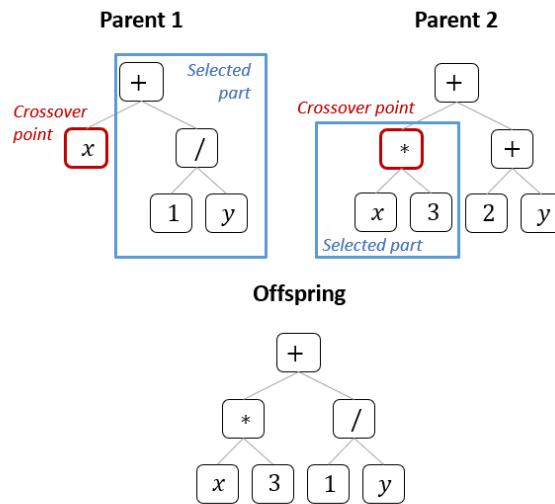 Parent 1
Parent 2
+
Selected
part
Crossover
point
x
/
1
y
+
Crossover point
*
+
x
3
2
y
Selected part
Offspring
+
*
/
x
3
1
y